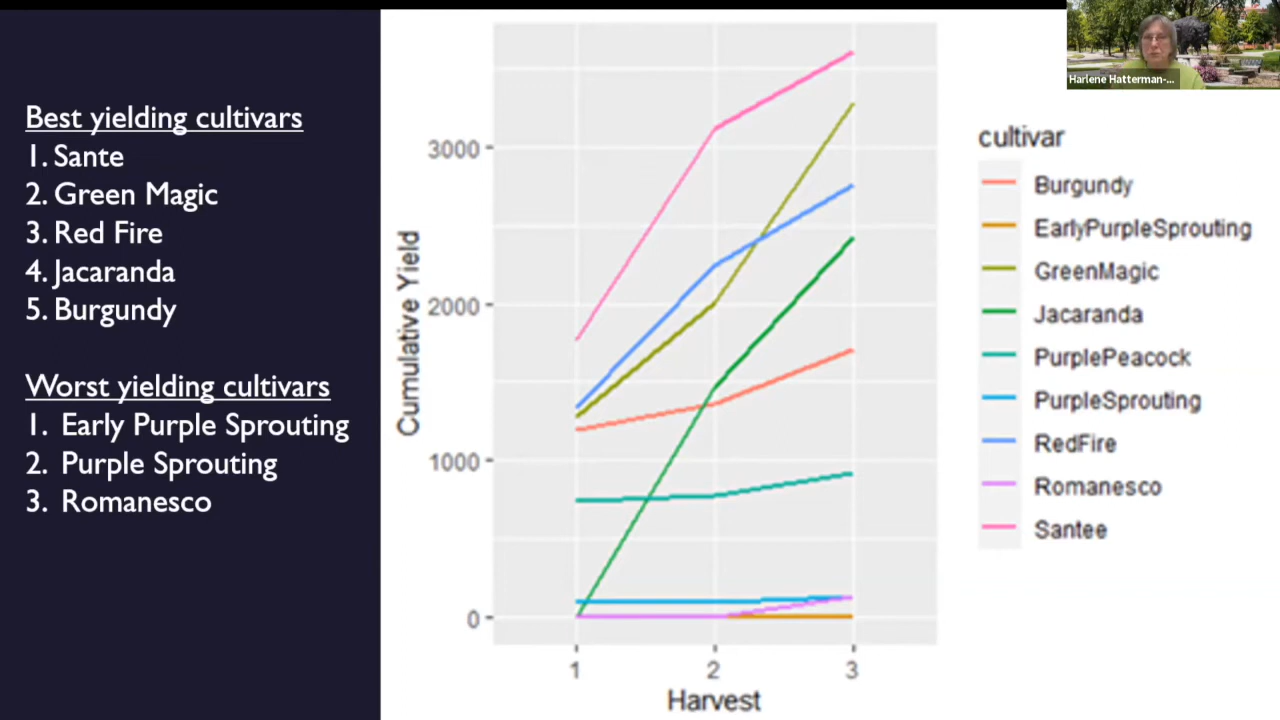 Best yielding cultivars
1. Sante
2. Green Magic
3. Red Fire
4. Jacaranda
5. Burgundy
Worst yielding cultivars
1. Early Purple Sprouting
2. Purple Sprouting
3. Romanesco
Cumulative Yield
3000
2000
1000
0
1 2 3
Harvest
cultivar
Burgundy
EarlyPurpleSprouting
GreenMagic
Jacaranda
PurplePeacock
PurpleSprouting
RedFire
Romanesco
Santee
Harlene Hatterman-...